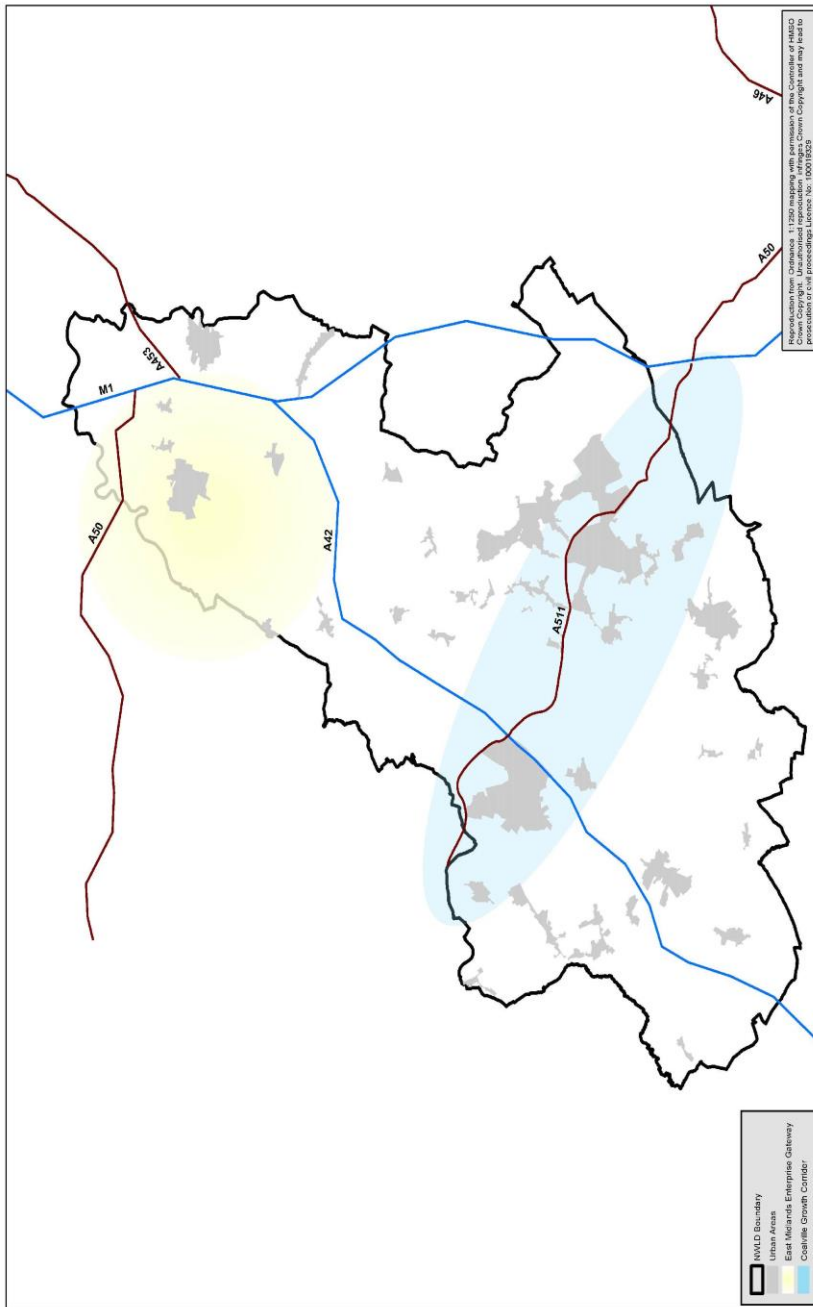 A46
A50
A453
M1
A50
A42
A511
Reproduction from Ordnance 1:1250 mapping with permission of the Controller of HMSO
Crown Copyright. Unauthorised reproduction infringes Crown Copyright and may lead to
prosecution or civil proceedings Licence No: 100019329
NWLD Boundary
Urban Areas
East Midlands Enterprise Gateway
Coalville Growth Corridor